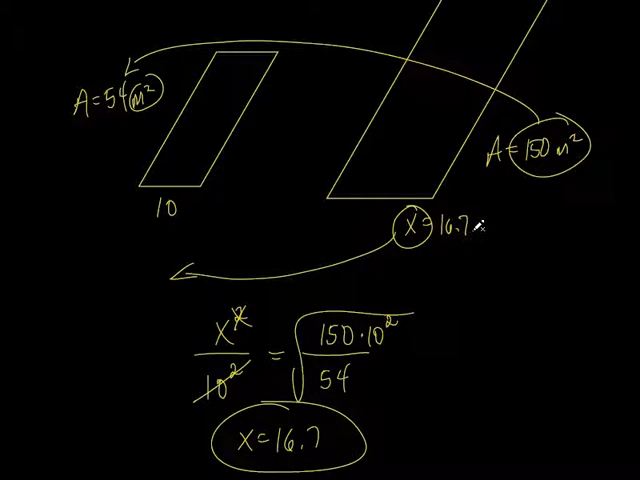 A=54 m²
A=150 m²
10
x=16.7
x²/10² = √(150·10²/54)
x=16.7